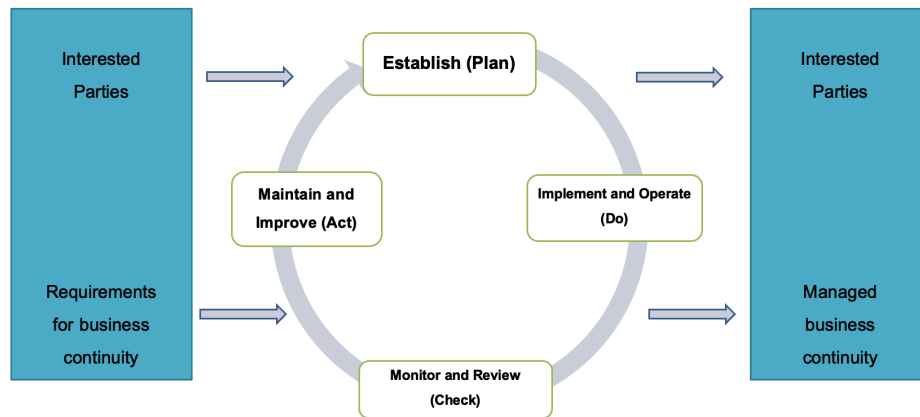 Interested
Parties
Requirements
for business
continuity
Establish (Plan)
Maintain and
Improve (Act)
Implement and Operate
(Do)
Monitor and Review
(Check)
Interested
Parties
Managed
business
continuity